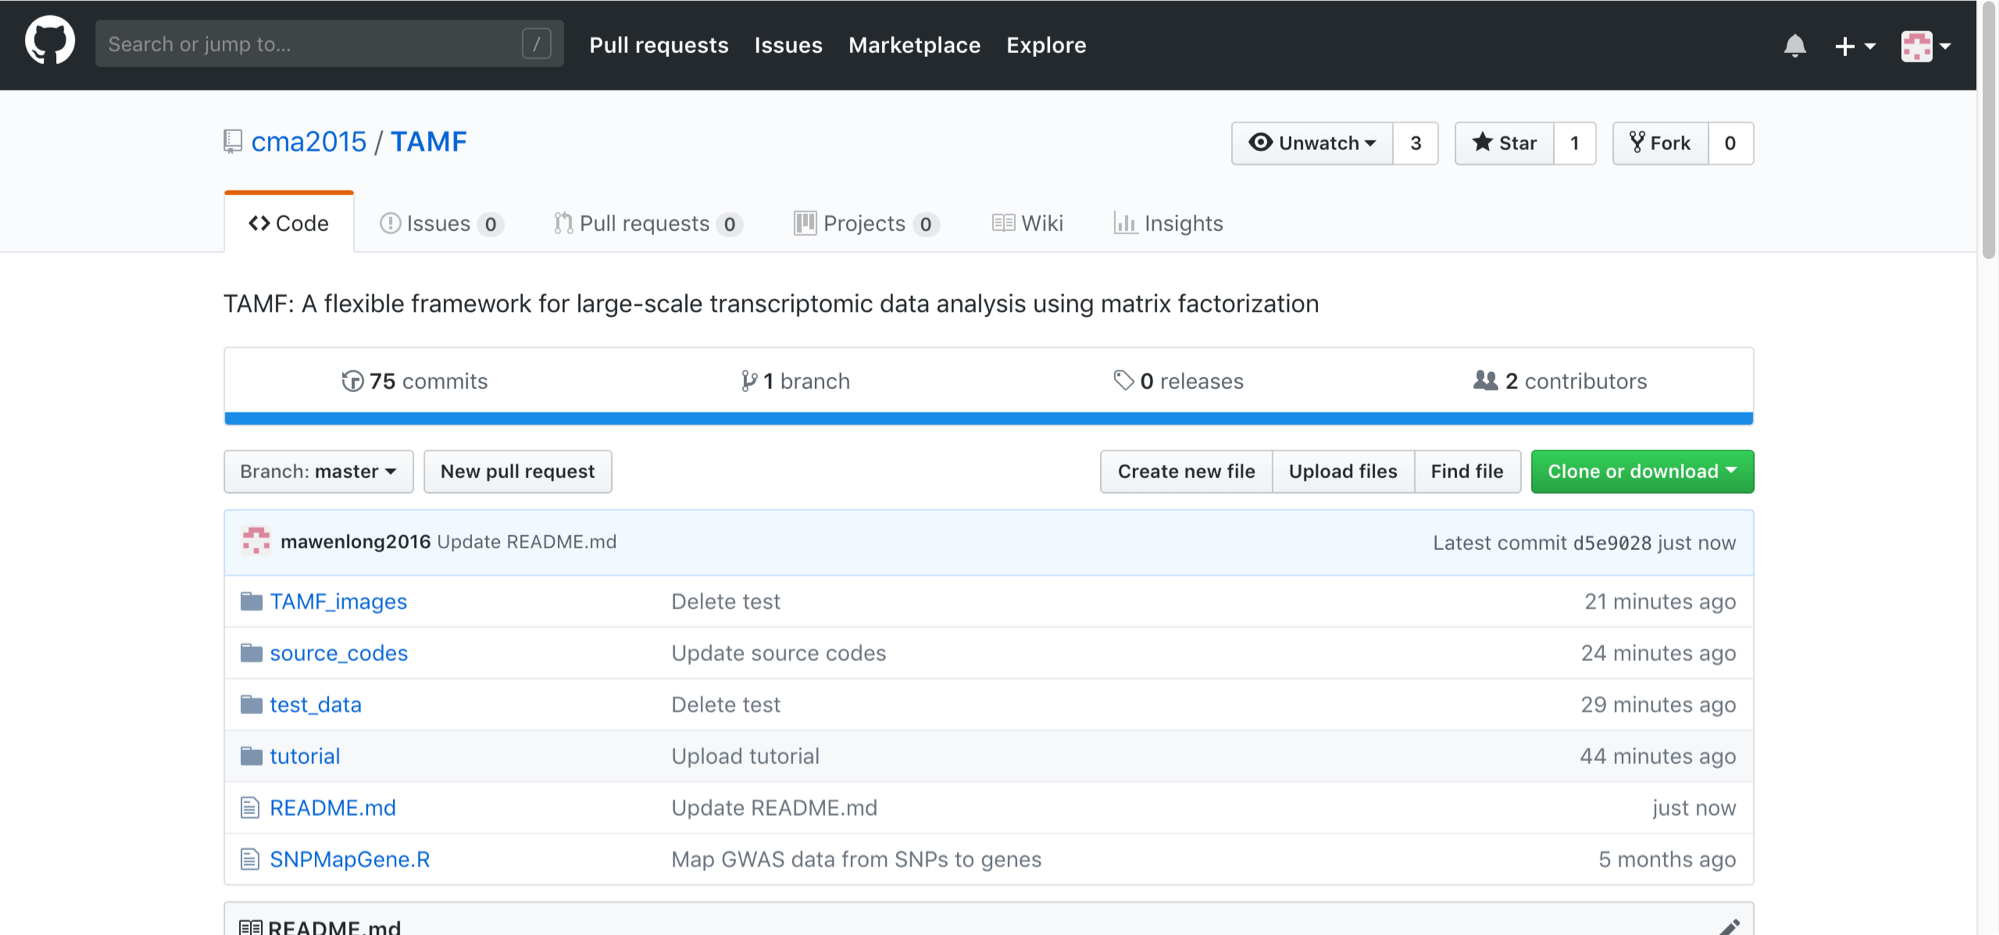 Search or jump to... / Pull requests Issues Marketplace Explore
cma2015 / TAMF Unwatch 3 Star 1 Fork 0
Code Issues 0 Pull requests 0 Projects 0 Wiki Insights
TAMF: A flexible framework for large-scale transcriptomic data analysis using matrix factorization
75 commits 1 branch 0 releases 2 contributors
Branch: master New pull request Create new file Upload files Find file Clone or download
mawenlong2016 Update README.md Latest commit d5e9028 just now
TAMF_images Delete test 21 minutes ago
source_codes Update source codes 24 minutes ago
test_data Delete test 29 minutes ago
tutorial Upload tutorial 44 minutes ago
README.md Update README.md just now
SNPMapGene.R Map GWAS data from SNPs to genes 5 months ago
README.md